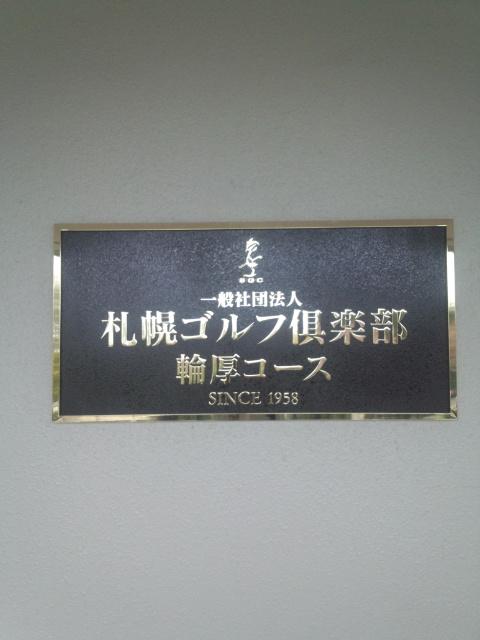 SGC
一般社団法人
札幌ゴルフ倶楽部
輪厚コース
SINCE 1958